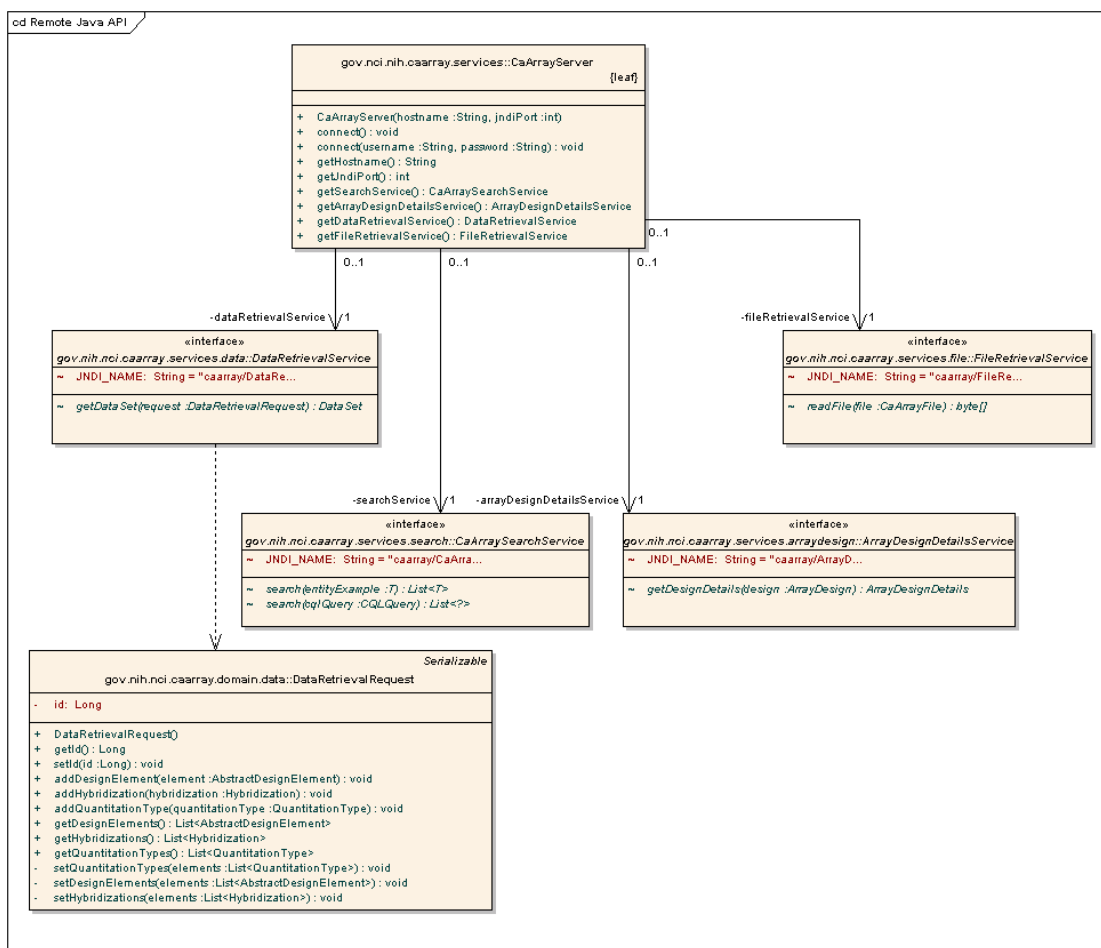 cd Remote Java API
gov.nci.nih.caarray.services::CaArrayServer
{leaf}
+ CaArrayServer(hostname :String, jndiPort :int)
+ connect() : void
+ connect(username :String, password :String) : void
+ getHostname() : String
+ getJndiPort() : int
+ getSearchService() : CaArraySearchService
+ getArrayDesignDetailsService() : ArrayDesignDetailsService
+ getDataRetrievalService() : DataRetrievalService
+ getFileRetrievalService() : FileRetrievalService
0..1
0..1
0..1
0..1
-dataRetrievalService 1
«interface»
gov.nih.nci.caarray.services.data::DataRetrievalService
~ JNDI_NAME: String = "caarray/DataRe...
~ getDataSet(request :DataRetrievalRequest) : DataSet
-fileRetrievalService 1
«interface»
gov.nih.nci.caarray.services.file::FileRetrievalService
~ JNDI_NAME: String = "caarray/FileRe...
~ readFile(file :CaArrayFile) : byte[]
-searchService 1
«interface»
gov.nih.nci.caarray.services.search::CaArraySearchService
~ JNDI_NAME: String = "caarray/CaArra...
~ search(entityExample :T) : List<T>
~ search(cqlQuery :CQLQuery) : List<?>
-arrayDesignDetailsService 1
«interface»
gov.nih.nci.caarray.services.arraydesign::ArrayDesignDetailsService
~ JNDI_NAME: String = "caarray/ArrayD...
~ getDesignDetails(design :ArrayDesign) : ArrayDesignDetails
Serializable
gov.nih.nci.caarray.domain.data::DataRetrievalRequest
- id: Long
+ DataRetrievalRequest()
+ getId() : Long
+ setId(id :Long) : void
+ addDesignElement(element :AbstractDesignElement) : void
+ addHybridization(hybridization :Hybridization) : void
+ addQuantitationType(quantitationType :QuantitationType) : void
+ getDesignElements() : List<AbstractDesignElement>
+ getHybridizations() : List<Hybridization>
+ getQuantitationTypes() : List<QuantitationType>
- setQuantitationTypes(elements :List<QuantitationType>) : void
- setDesignElements(elements :List<AbstractDesignElement>) : void
- setHybridizations(elements :List<Hybridization>) : void